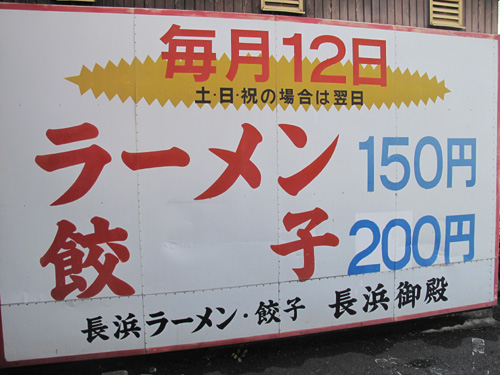 毎月12日
土・日・祝の場合は翌日
ラーメン 150円
餃子 200円
長浜ラーメン・餃子 長浜御殿